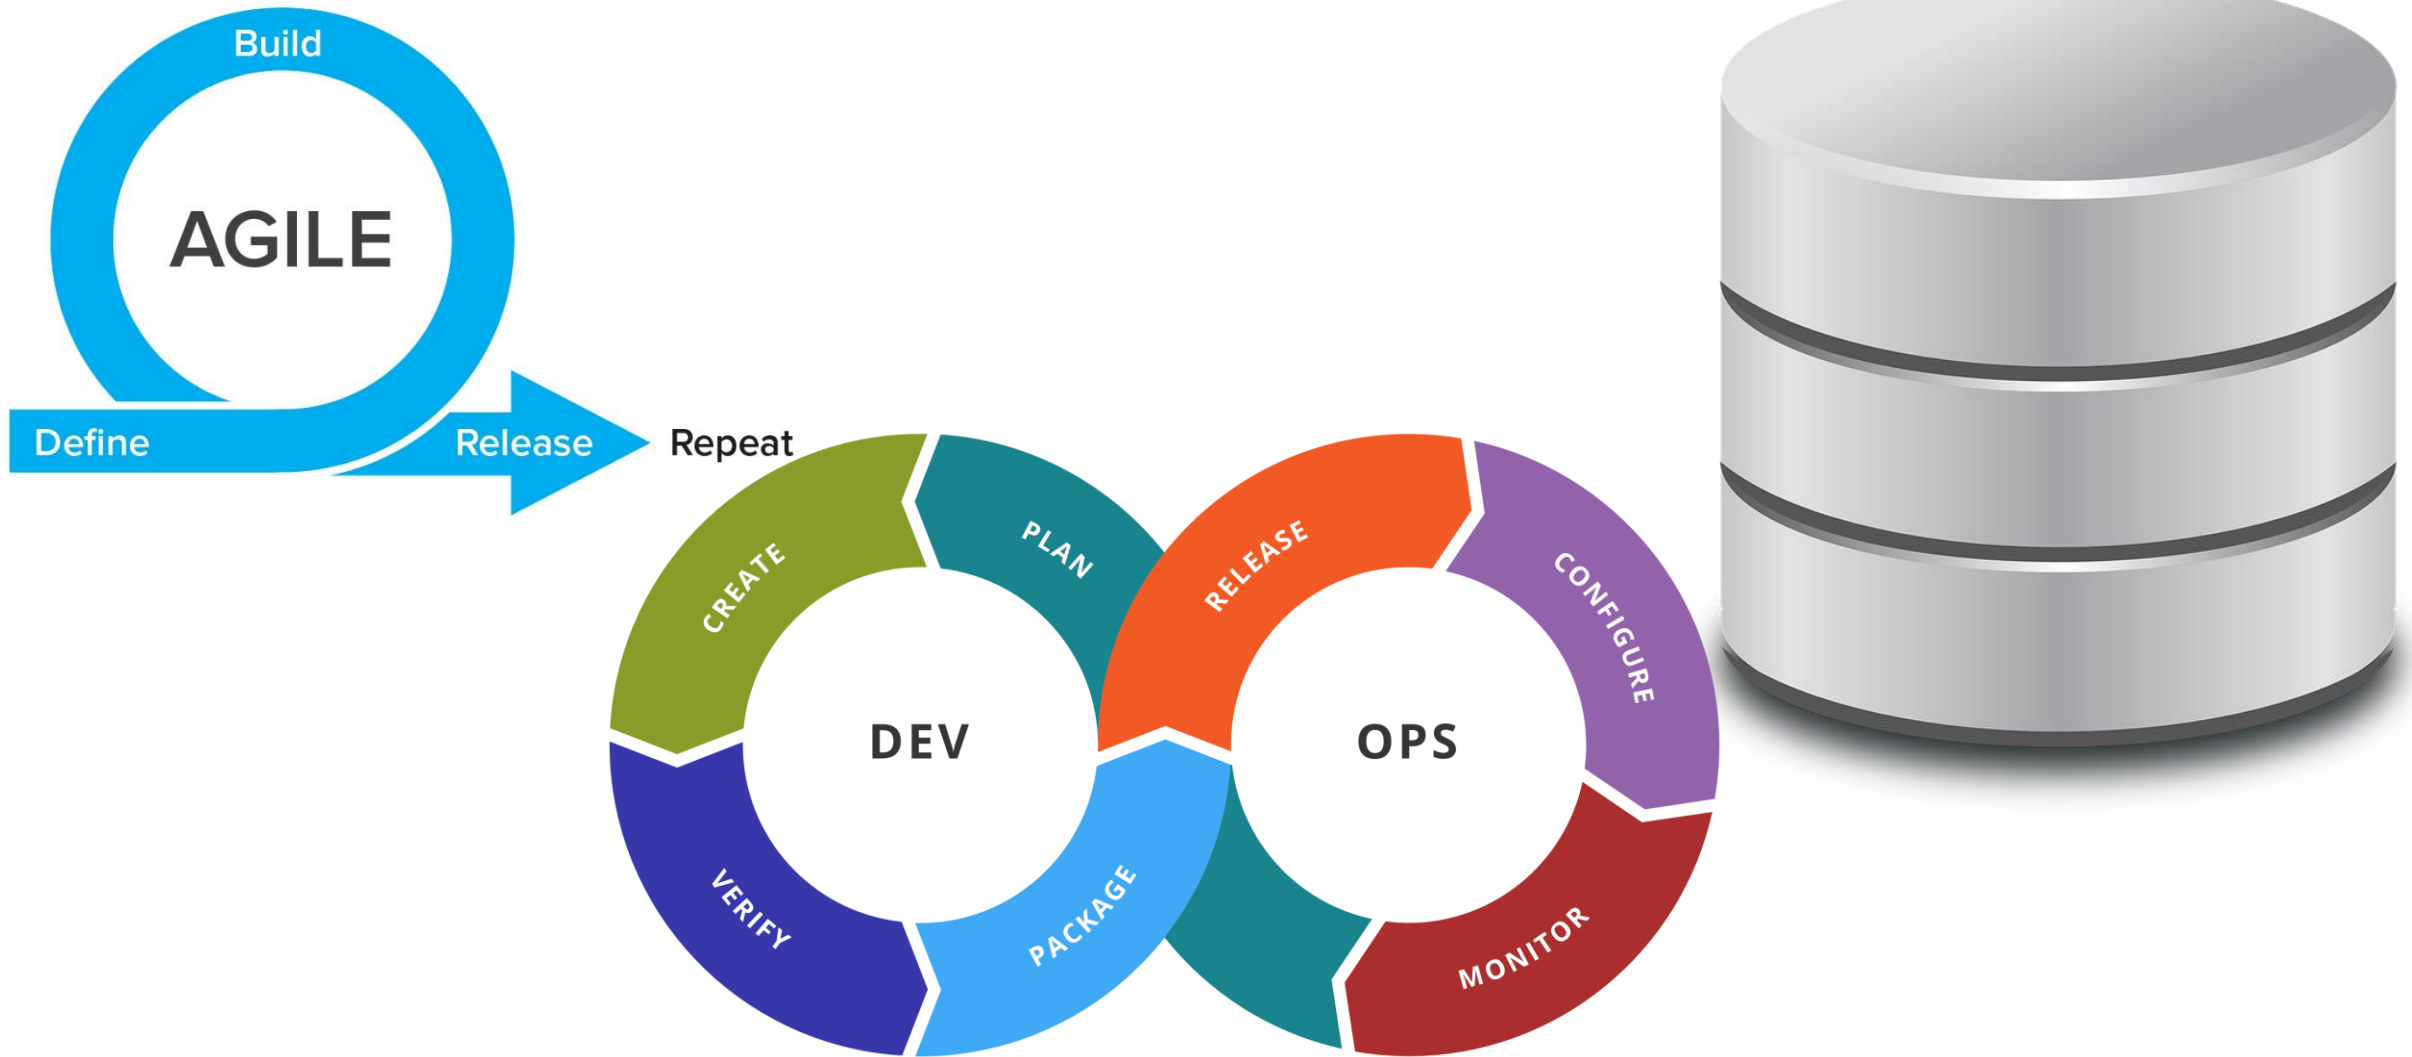 Build
AGILE
Define
Release
Repeat
CREATE
PLAN
RELEASE
CONFIGURE
DEV
OPS
VERIFY
PACKAGE
MONITOR